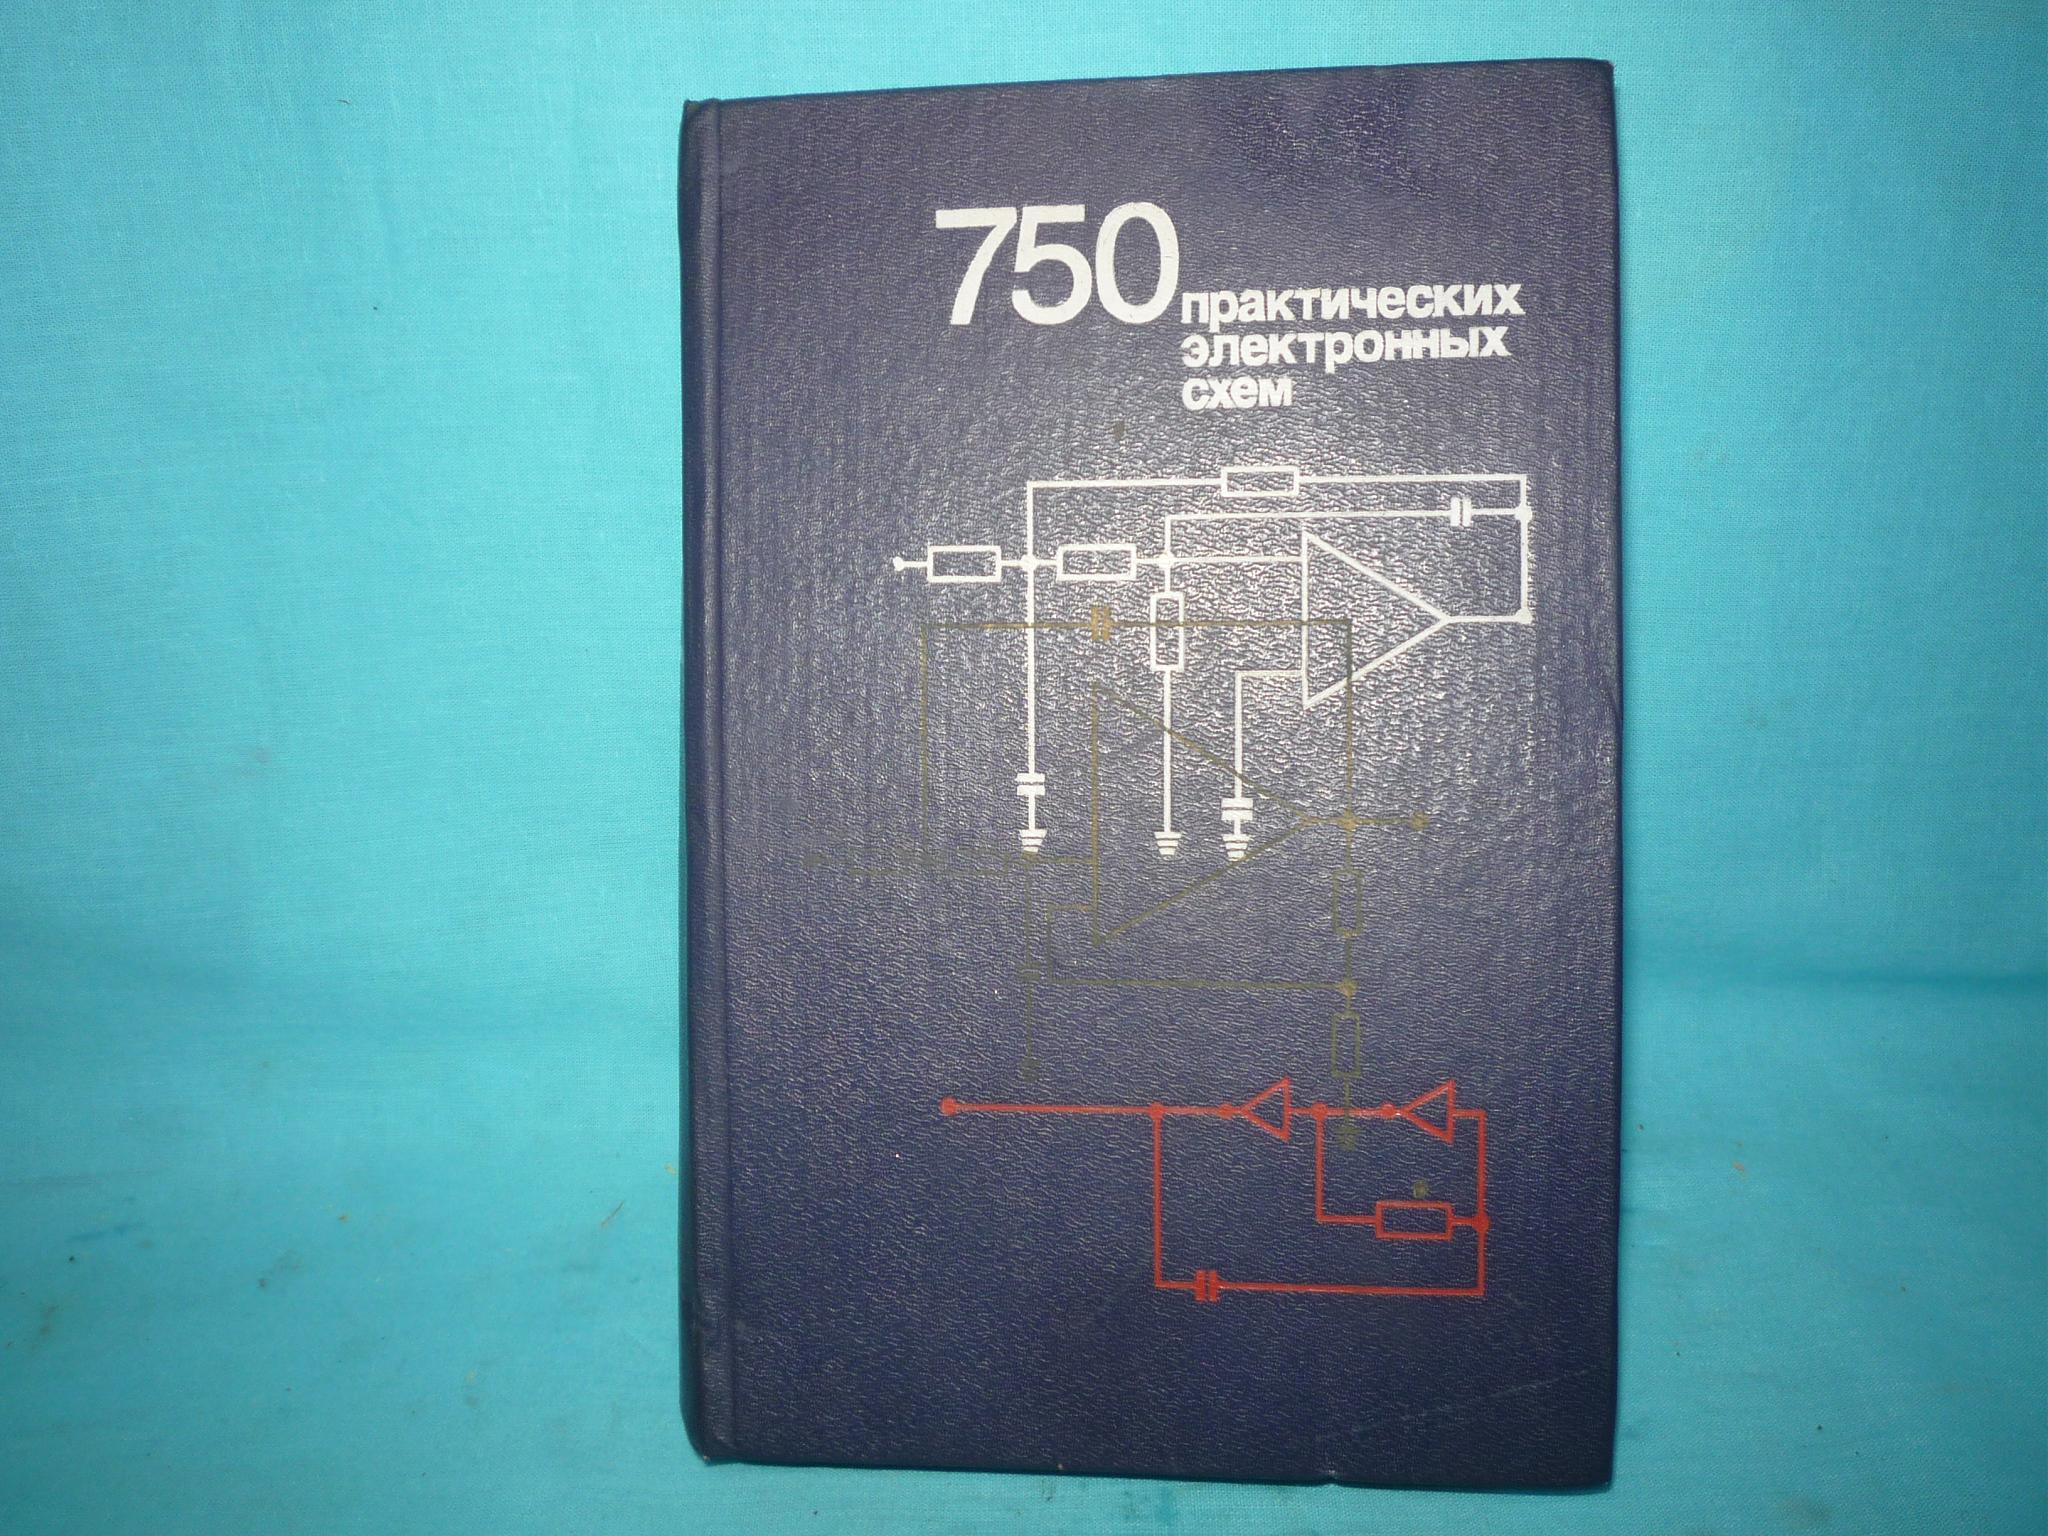 750 практических
электронных
схем